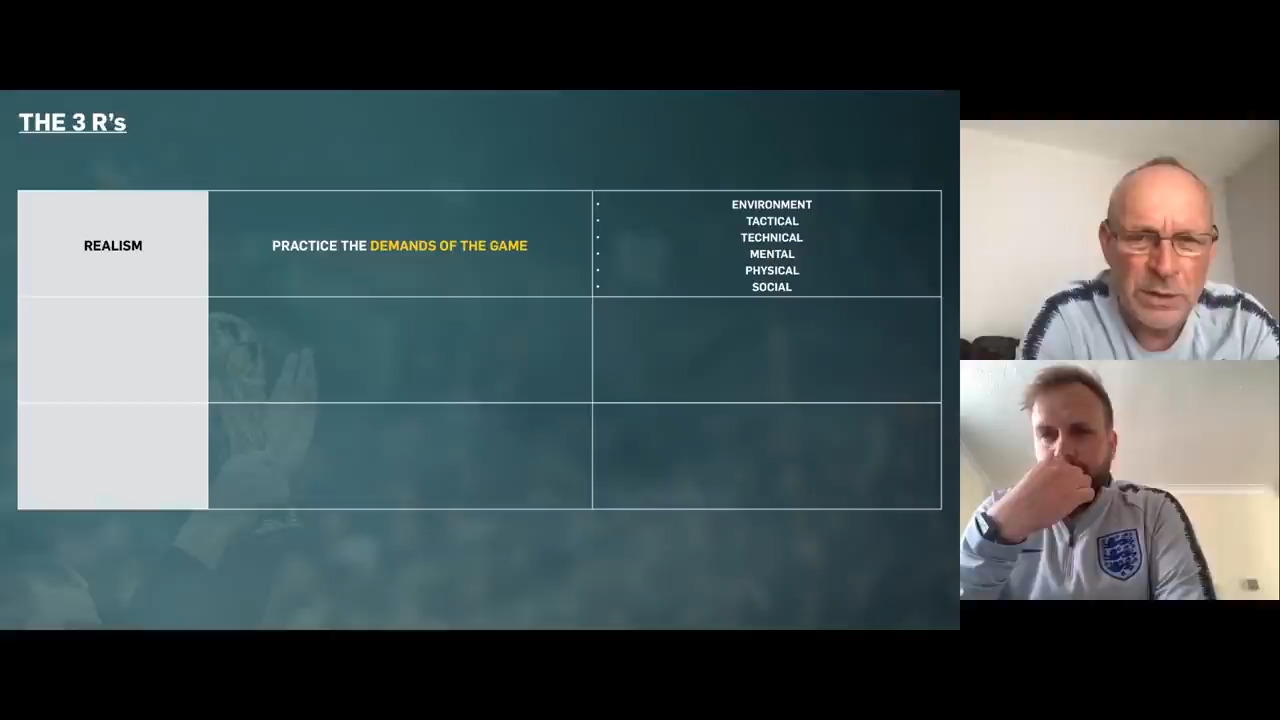 THE 3 R's
REALISM
PRACTICE THE DEMANDS OF THE GAME
• ENVIRONMENT
• TACTICAL
• TECHNICAL
• MENTAL
• PHYSICAL
• SOCIAL